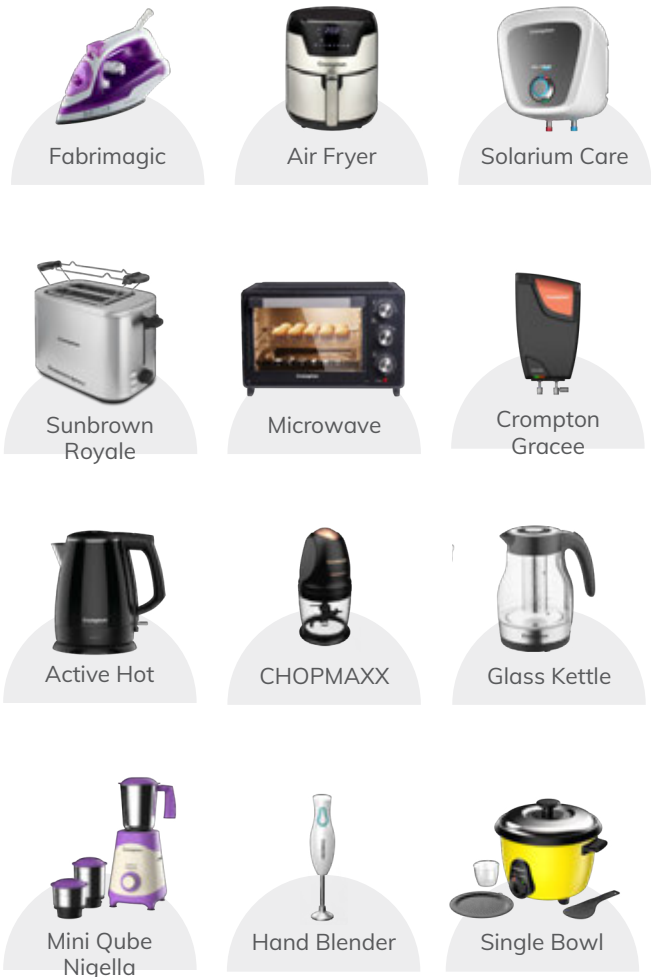 Fabrimagic
Air Fryer
Solarium Care
Sunbrown
Royale
Microwave
Crompton
Gracee
Active Hot
CHOPMAXX
Glass Kettle
Mini Qube
Nigella
Hand Blender
Single Bowl